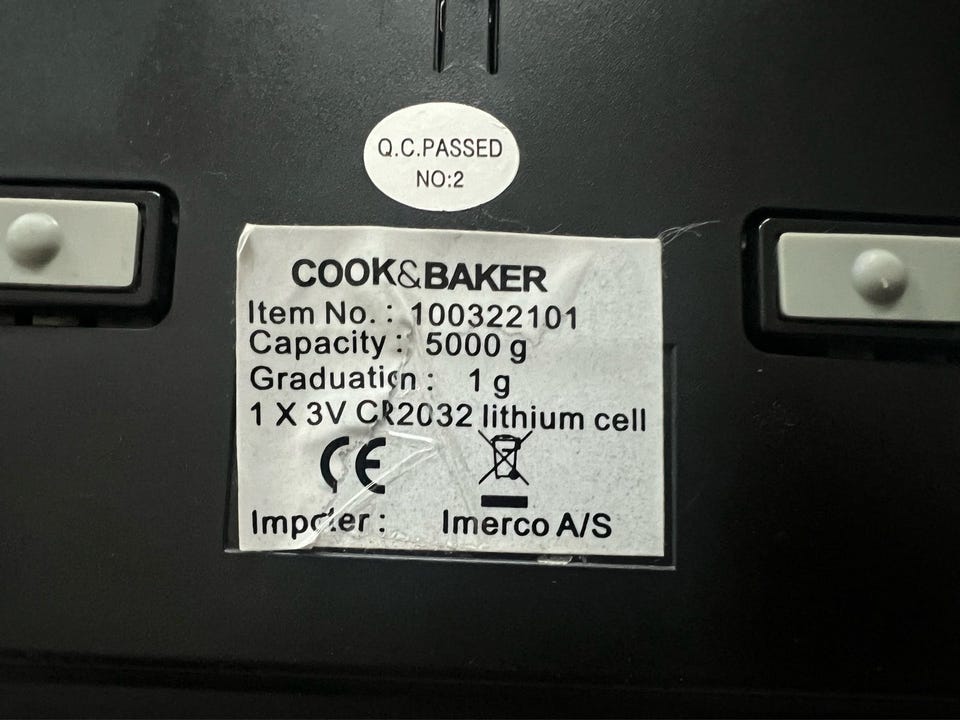 Q.C.PASSED
NO:2
COOK&BAKER
Item No. : 100322101
Capacity : 5000 g
Graduation : 1 g
1 X 3V CR2032 lithium cell
CE
Imerco A/S